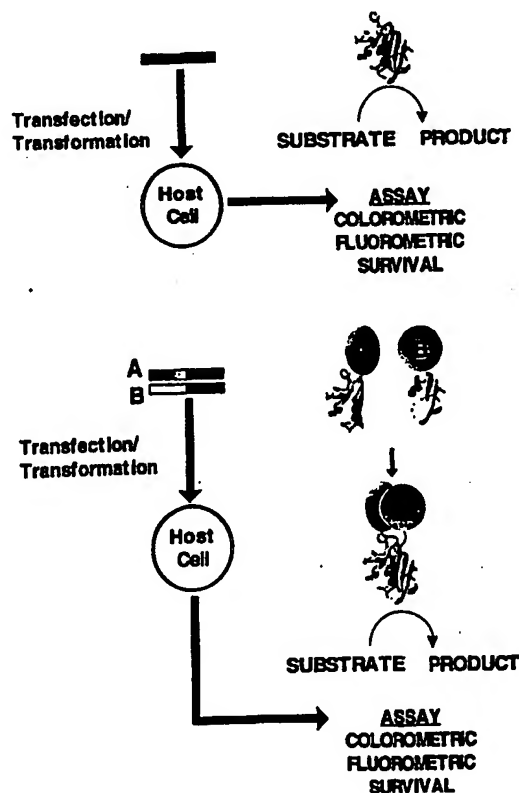 Transfection/
Transformation
Host
Cell
SUBSTRATE PRODUCT
ASSAY
COLOROMETRIC
FLUOROMETRIC
SURVIVAL
A
B
Transfection/
Transformation
Host
Cell
SUBSTRATE PRODUCT
ASSAY
COLOROMETRIC
FLUOROMETRIC
SURVIVAL